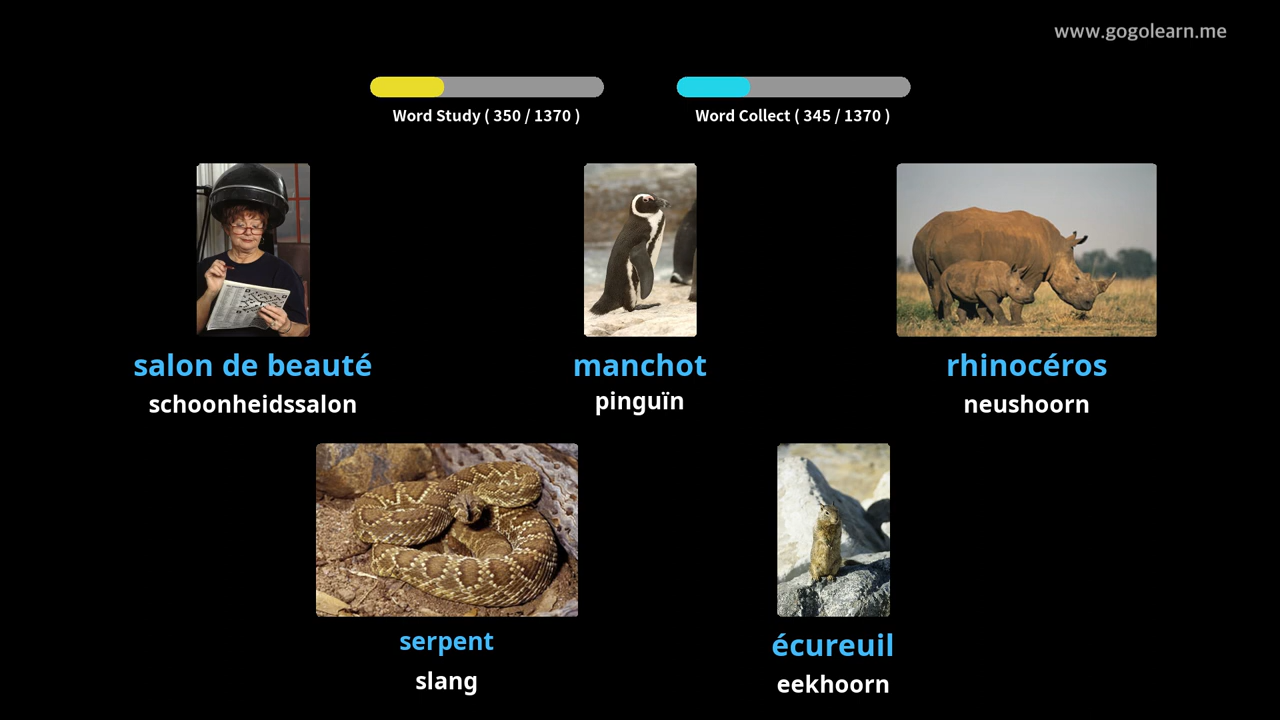 www.gogolearn.me
Word Study ( 350 / 1370 )
Word Collect ( 345 / 1370 )
salon de beauté
schoonheidssalon
manchot
pinguïn
rhinocéros
neushoorn
serpent
slang
écureuil
eekhoorn